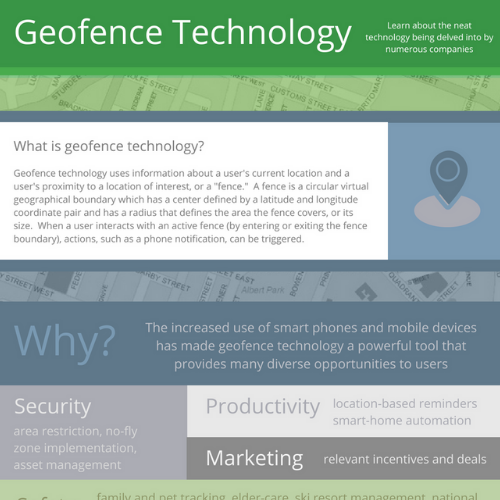 Geofence Technology
Learn about the neat
technology being delved into by
numerous companies
What is geofence technology?
Geofence technology uses information about a user's current location and a
user's proximity to a location of interest, or a "fence." A fence is a circular virtual
geographical boundary which has a center defined by a latitude and longitude
coordinate pair and has a radius that defines the area the fence covers, or its
size. When a user interacts with an active fence (by entering or exiting the fence
boundary), actions, such as a phone notification, can be triggered.
Albert Park
Why?
The increased use of smart phones and mobile devices
has made geofence technology a powerful tool that
provides many diverse opportunities to users
Security
area restriction, no-fly
zone implementation,
asset management
Productivity
location-based reminders
smart-home automation
Marketing
relevant incentives and deals
family and pet tracking, elder-care, ski resort management, national